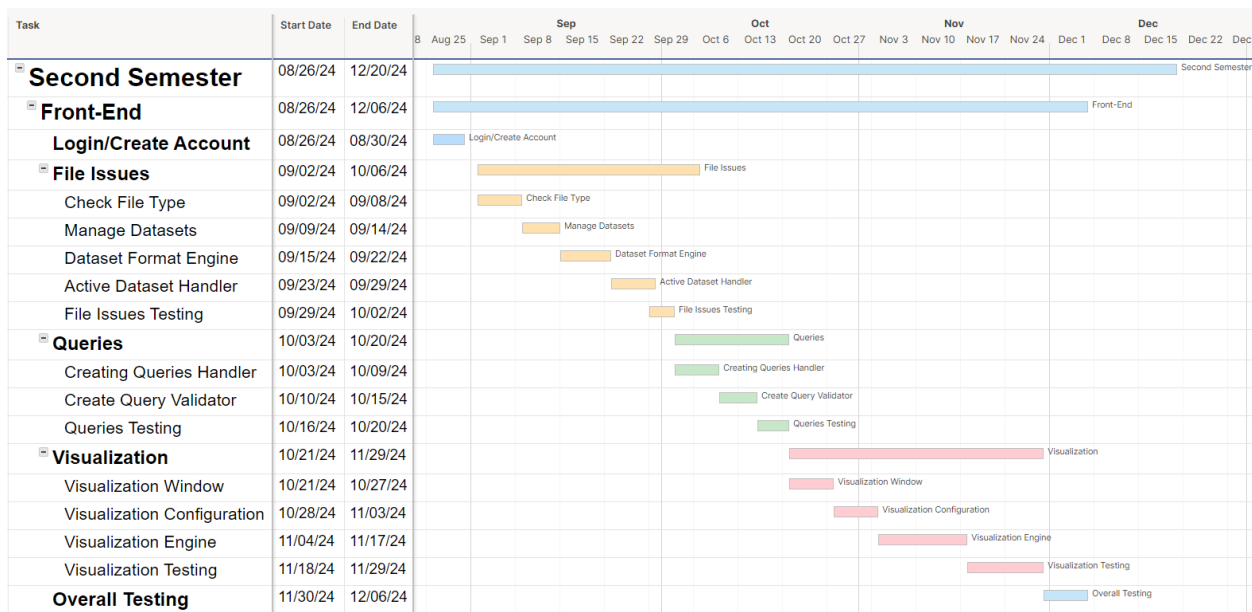 Task Start Date End Date Sep Oct Nov Dec
8 Aug 25 Sep 1 Sep 8 Sep 15 Sep 22 Sep 29 Oct 6 Oct 13 Oct 20 Oct 27 Nov 3 Nov 10 Nov 17 Nov 24 Dec 1 Dec 8 Dec 15 Dec 22 Dec
Second Semester 08/26/24 12/20/24 Second Semester
Front-End 08/26/24 12/06/24 Front-End
Login/Create Account 08/26/24 08/30/24 Login/Create Account
File Issues 09/02/24 10/06/24 File Issues
Check File Type 09/02/24 09/08/24 Check File Type
Manage Datasets 09/09/24 09/14/24 Manage Datasets
Dataset Format Engine 09/15/24 09/22/24 Dataset Format Engine
Active Dataset Handler 09/23/24 09/29/24 Active Dataset Handler
File Issues Testing 09/29/24 10/02/24 File Issues Testing
Queries 10/03/24 10/20/24 Queries
Creating Queries Handler 10/03/24 10/09/24 Creating Queries Handler
Create Query Validator 10/10/24 10/15/24 Create Query Validator
Queries Testing 10/16/24 10/20/24 Queries Testing
Visualization 10/21/24 11/29/24 Visualization
Visualization Window 10/21/24 10/27/24 Visualization Window
Visualization Configuration 10/28/24 11/03/24 Visualization Configuration
Visualization Engine 11/04/24 11/17/24 Visualization Engine
Visualization Testing 11/18/24 11/29/24 Visualization Testing
Overall Testing 11/30/24 12/06/24 Overall Testing